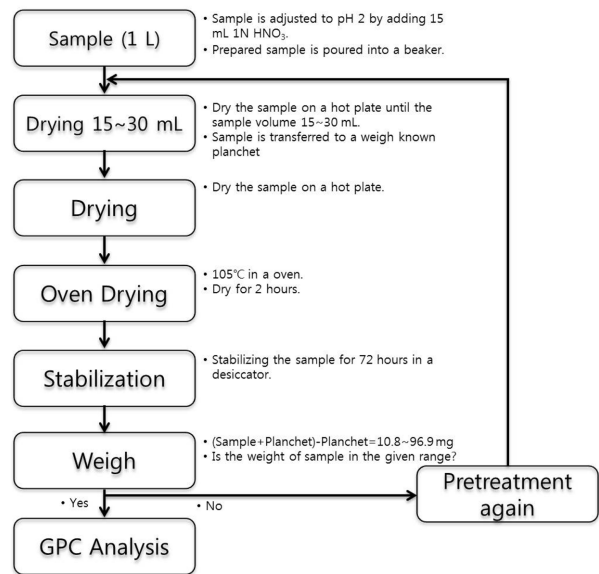 Sample (1 L)
• Sample is adjusted to pH 2 by adding 15
mL 1N HNO₃.
• Prepared sample is poured into a beaker.
Drying 15~30 mL
• Dry the sample on a hot plate until the
sample volume 15~30 mL.
• Sample is transferred to a weigh known
planchet
Drying
• Dry the sample on a hot plate.
Oven Drying
• 105℃ in a oven.
• Dry for 2 hours.
Stabilization
• Stabilizing the sample for 72 hours in a
desiccator.
Weigh
• (Sample+Planchet)-Planchet=10.8~96.9 mg
• Is the weight of sample in the given range?
Pretreatment
again
• Yes
• No
GPC Analysis